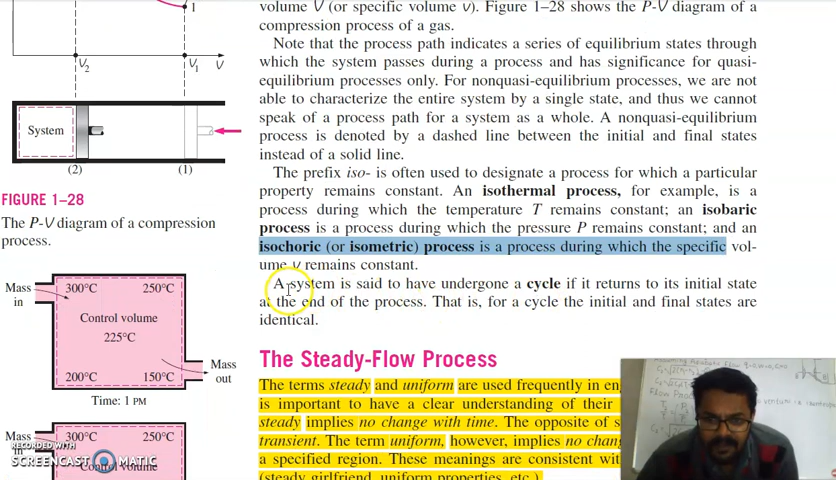 volume V (or specific volume v). Figure 1–28 shows the P-V diagram of a
compression process of a gas.
Note that the process path indicates a series of equilibrium states through
which the system passes during a process and has significance for quasi-
equilibrium processes only. For nonquasi-equilibrium processes, we are not
able to characterize the entire system by a single state, and thus we cannot
speak of a process path for a system as a whole. A nonquasi-equilibrium
process is denoted by a dashed line between the initial and final states
instead of a solid line.
The prefix iso- is often used to designate a process for which a particular
property remains constant. An isothermal process, for example, is a
process during which the temperature T remains constant; an isobaric
process is a process during which the pressure P remains constant; and an
isochoric (or isometric) process is a process during which the specific vol-
ume v remains constant.
A system is said to have undergone a cycle if it returns to its initial state
at the end of the process. That is, for a cycle the initial and final states are
identical.
The Steady-Flow Process
The terms steady and uniform are used frequently in en
is important to have a clear understanding of their
steady implies no change with time. The opposite of s
transient. The term uniform, however, implies no chan
a specified region. These meanings are consistent wit
(steady girlfriend, uniform properties, etc.)
1
V2
V1
V
System
(2)
(1)
FIGURE 1–28
The P-V diagram of a compression
process.
Mass
in
300°C
250°C
Control volume
225°C
200°C
150°C
Mass
out
Time: 1 PM
Mass
in
300°C
250°C
Control volume
RECORDED WITH
SCREENCAST MATIC